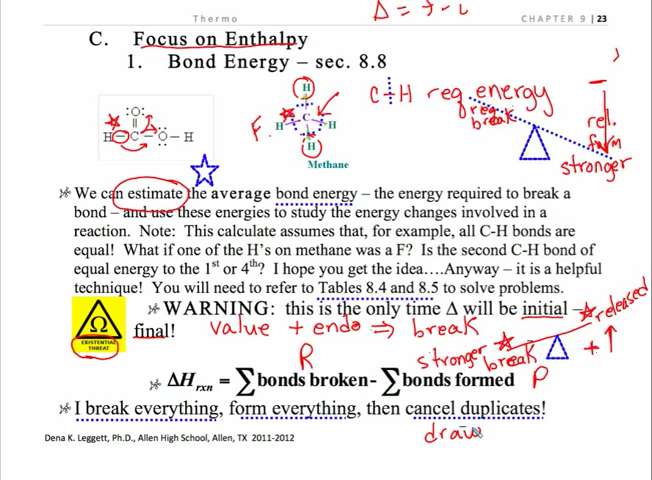 Δ = f - i
Thermo
CHAPTER 9 | 23
C. Focus on Enthalpy
1. Bond Energy – sec. 8.8
C-H req energy
req.
break
rel.
form
stronger
:O:
H-C-O-H
F
H
H C H
H
Methane
We can estimate the average bond energy – the energy required to break a
bond – and use these energies to study the energy changes involved in a
reaction. Note: This calculate assumes that, for example, all C-H bonds are
equal! What if one of the H's on methane was a F? Is the second C-H bond of
equal energy to the 1st or 4th? I hope you get the idea....Anyway – it is a helpful
technique! You will need to refer to Tables 8.4 and 8.5 to solve problems.
WARNING: this is the only time Δ will be initial –
final!
released
Ω
EXISTENTIAL
THREAT
value + endo ⇒ break
R
stronger
break
+ ↑
ΔHrxn = ∑bonds broken- ∑bonds formed
P
I break everything, form everything, then cancel duplicates!
draw
Dena K. Leggett, Ph.D., Allen High School, Allen, TX 2011-2012